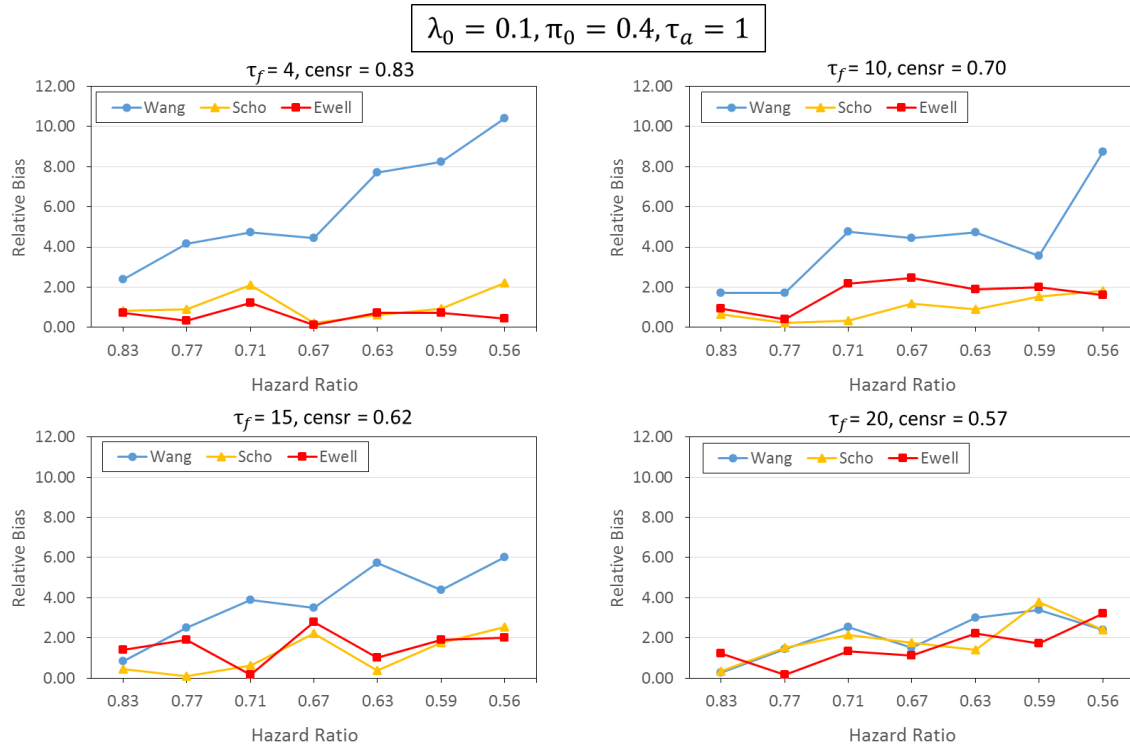 λ₀ = 0.1, π₀ = 0.4, τₐ = 1
τ_f = 4, censr = 0.83
12.00
10.00
8.00
6.00
4.00
2.00
0.00
Relative Bias
Wang Scho Ewell
0.83 0.77 0.71 0.67 0.63 0.59 0.56
Hazard Ratio
τ_f = 10, censr = 0.70
12.00
10.00
8.00
6.00
4.00
2.00
0.00
Relative Bias
Wang Scho Ewell
0.83 0.77 0.71 0.67 0.63 0.59 0.56
Hazard Ratio
τ_f = 15, censr = 0.62
12.00
10.00
8.00
6.00
4.00
2.00
0.00
Relative Bias
Wang Scho Ewell
0.83 0.77 0.71 0.67 0.63 0.59 0.56
Hazard Ratio
τ_f = 20, censr = 0.57
12.00
10.00
8.00
6.00
4.00
2.00
0.00
Relative Bias
Wang Scho Ewell
0.83 0.77 0.71 0.67 0.63 0.59 0.56
Hazard Ratio